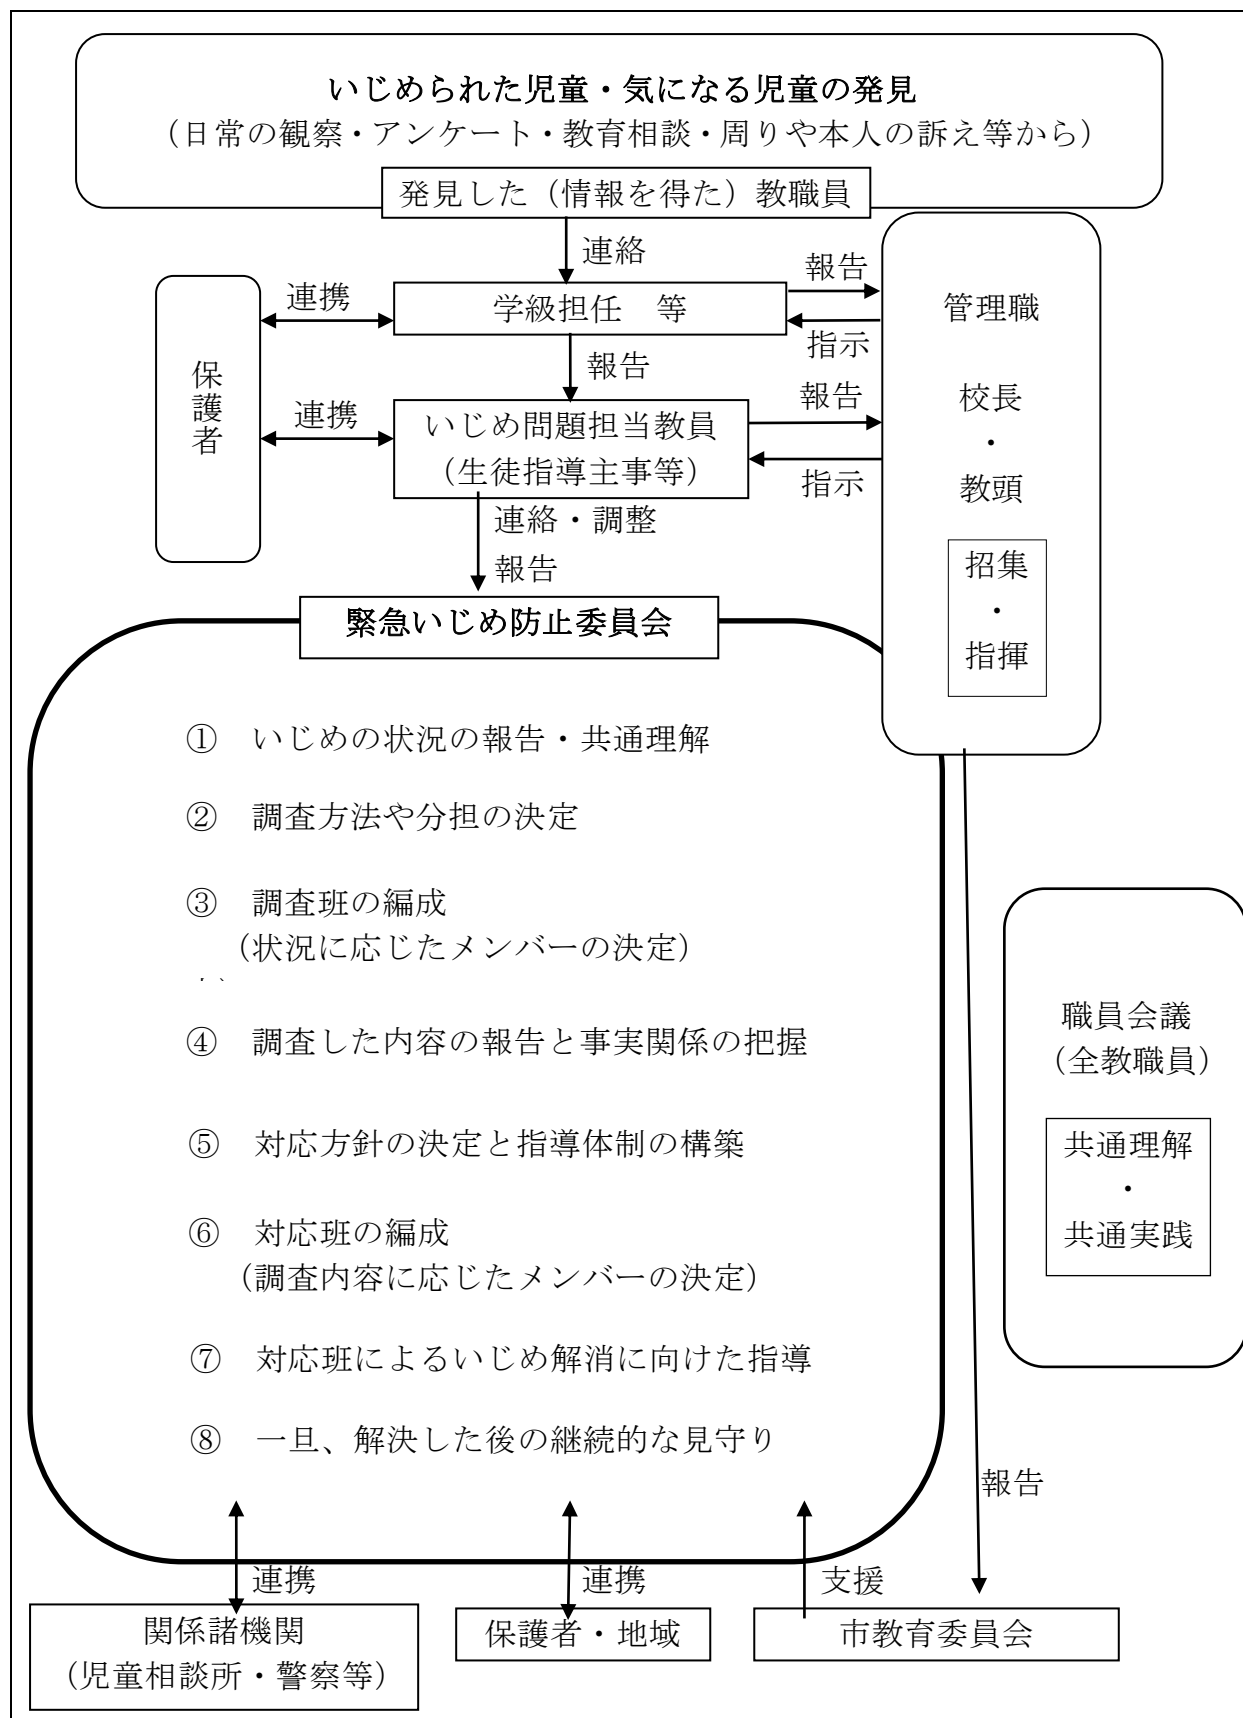 いじめられた児童・気になる児童の発見
（日常の観察・アンケート・教育相談・周りや本人の訴え等から）
発見した（情報を得た）教職員
連絡
報告
連携
学級担任　等
指示
管理職
保護者
報告
校長
・
教頭
連携
報告
いじめ問題担当教員
（生徒指導主事等）
指示
連絡・調整
報告
招集
・
指揮
緊急いじめ防止委員会
①　いじめの状況の報告・共通理解
②　調査方法や分担の決定
③　調査班の編成
（状況に応じたメンバーの決定）
④　調査した内容の報告と事実関係の把握
⑤　対応方針の決定と指導体制の構築
⑥　対応班の編成
（調査内容に応じたメンバーの決定）
⑦　対応班によるいじめ解消に向けた指導
⑧　一旦、解決した後の継続的な見守り
職員会議
（全教職員）
共通理解
・
共通実践
報告
連携
連携
支援
関係諸機関
（児童相談所・警察等）
保護者・地域
市教育委員会